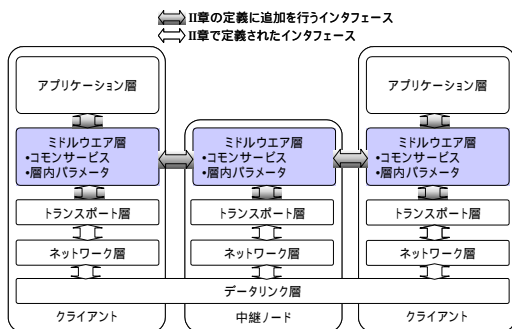 II章の定義に追加を行うインタフェース
II章で定義されたインタフェース
アプリケーション層
アプリケーション層
ミドルウエア層
•コモンサービス
•層内パラメータ
ミドルウエア層
•コモンサービス
•層内パラメータ
ミドルウエア層
•コモンサービス
•層内パラメータ
トランスポート層
トランスポート層
トランスポート層
ネットワーク層
ネットワーク層
ネットワーク層
データリンク層
クライアント
中継ノード
クライアント